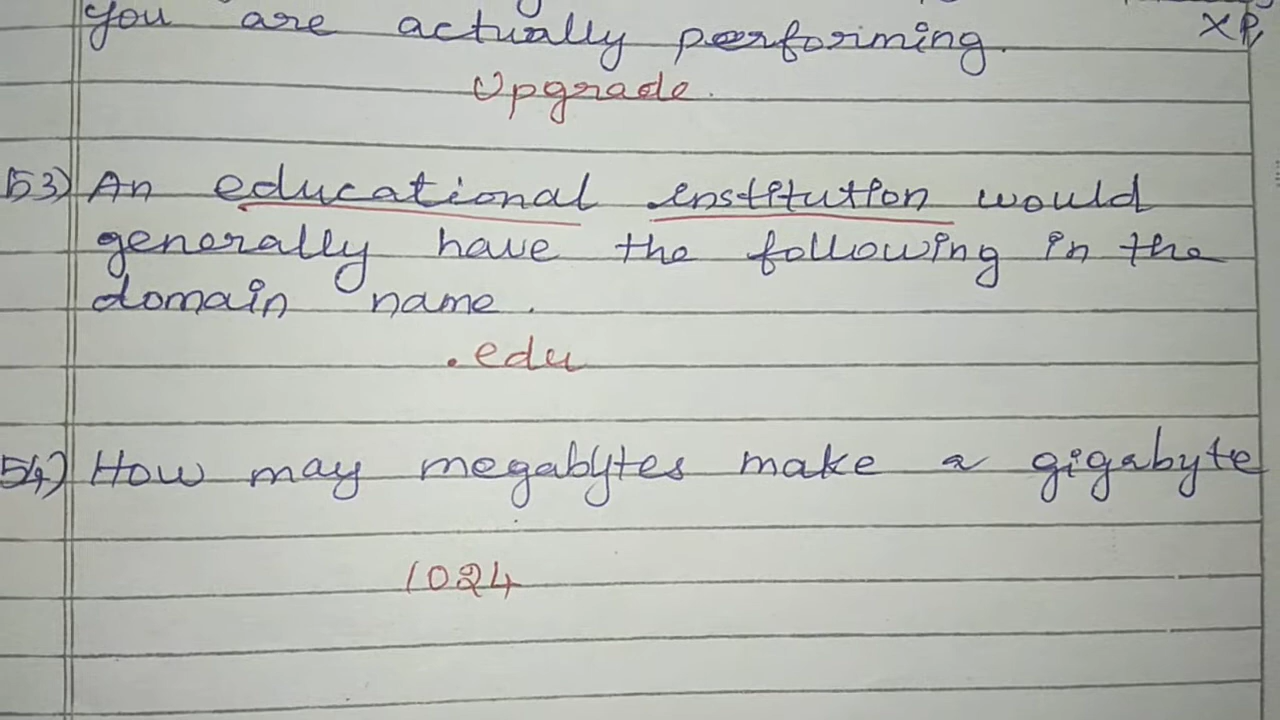 XP
you are actually performing.
Upgrade.
53) An educational institution would
generally have the following in the
domain name.
.edu
54) How may megabytes make a gigabyte
1024